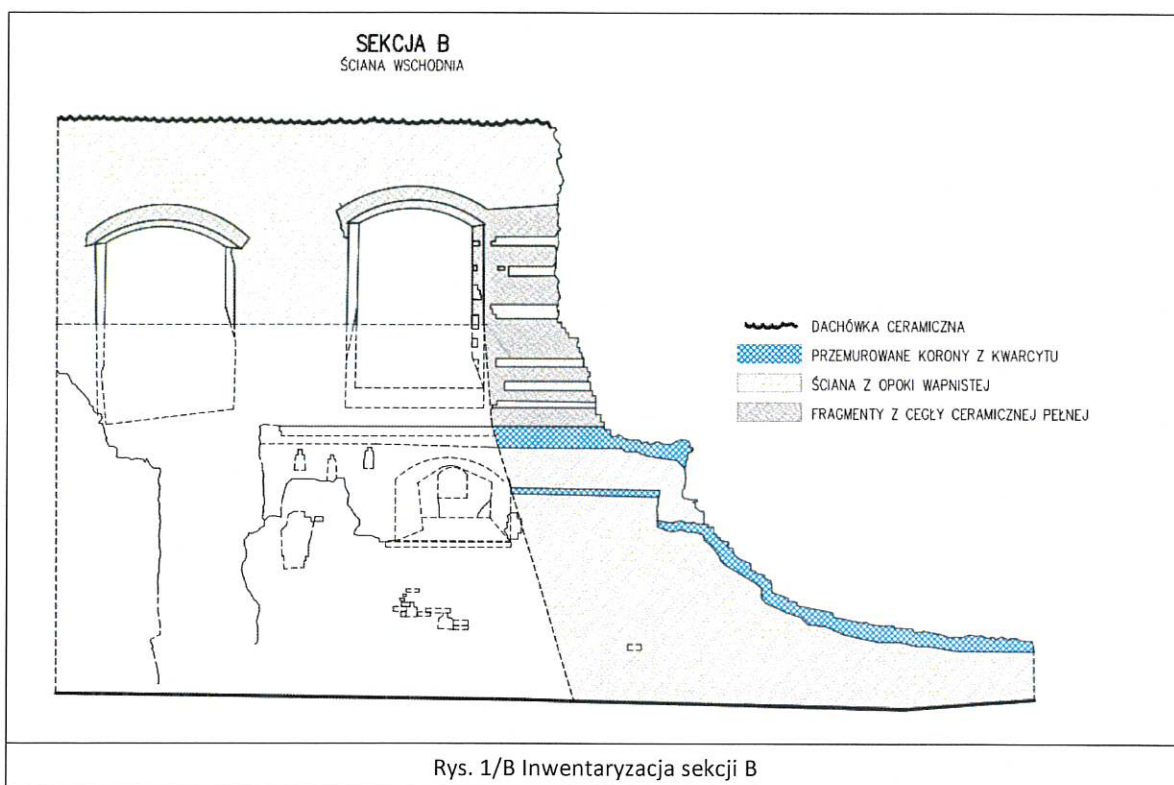 SEKCJA B
ŚCIANA WSCHODNIA
DACHÓWKA CERAMICZNA
PRZEMUROWANE KORONY Z KWARCYTU
ŚCIANA Z OPOKI WAPNISTEJ
FRAGMENTY Z CEGŁY CERAMICZNEJ PEŁNEJ
Rys. 1/B Inwentaryzacja sekcji B